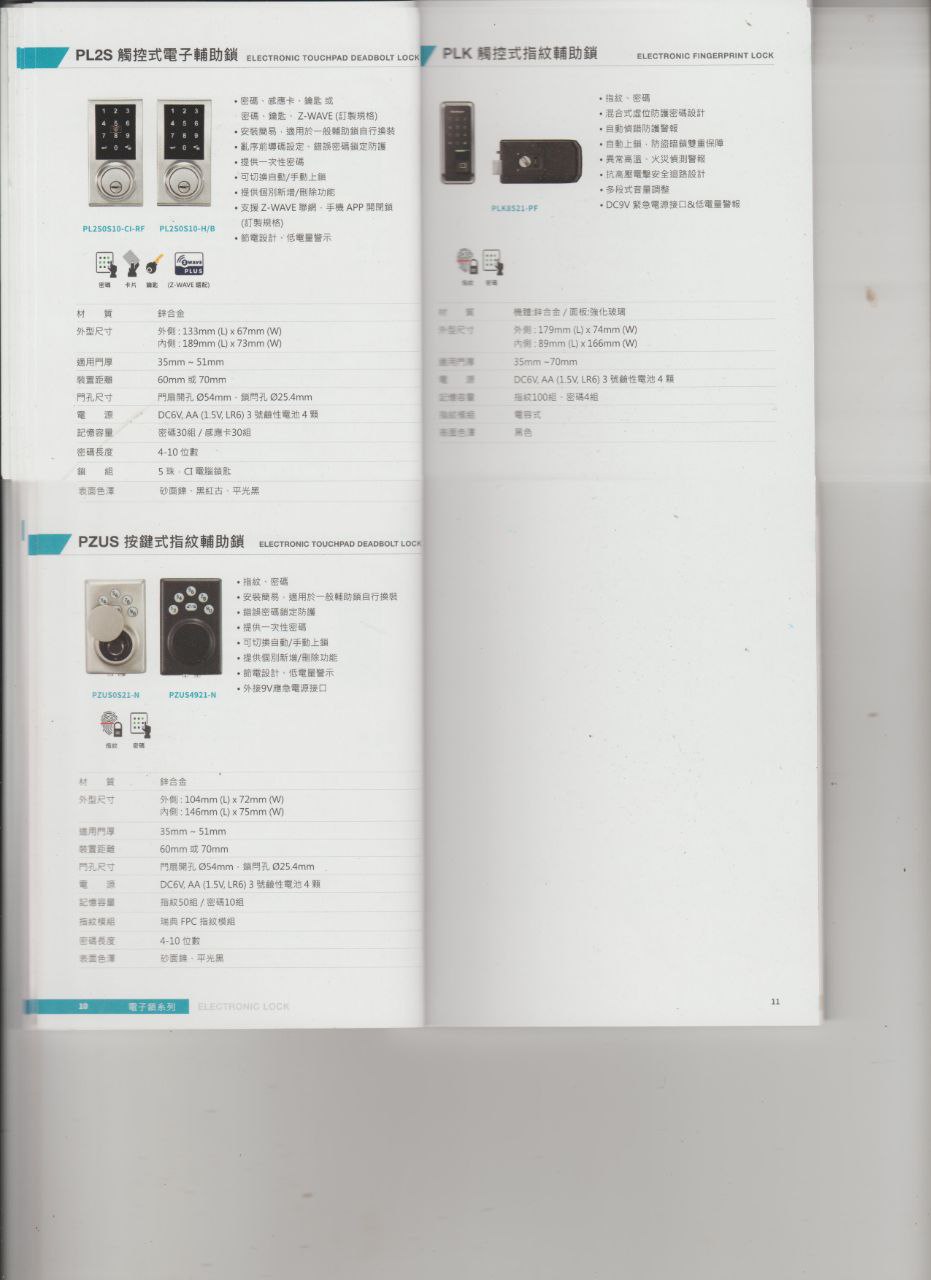 PL2S 觸控式電子輔助鎖 ELECTRONIC TOUCHPAD DEADBOLT LOCK
• 密碼、感應卡、鑰匙 或
密碼、鑰匙、Z-WAVE (訂製規格)
• 安裝簡易，適用於一般輔助鎖自行換裝
• 亂序前導碼設定、錯誤密碼鎖定防護
• 提供一次性密碼
• 可切換自動/手動上鎖
• 提供個別新增/刪除功能
• 支援 Z-WAVE 聯網，手機 APP 開閉鎖
(訂製規格)
• 節電設計、低電量警示
PL2S0S10-CI-RF PL2S0S10-H/B
Z WAVE PLUS
密碼 卡片 鑰匙 (Z-WAVE 選配)
材 質 鋅合金
外型尺寸 外側 : 133mm (L) x 67mm (W)
內側 : 189mm (L) x 73mm (W)
適用門厚 35mm ~ 51mm
裝置距離 60mm 或 70mm
門孔尺寸 門扇開孔 Ø54mm、鎖閂孔 Ø25.4mm
電 源 DC6V, AA (1.5V, LR6) 3 號鹼性電池 4 顆
記憶容量 密碼30組 / 感應卡30組
密碼長度 4-10 位數
鎖 組 5 珠，CI 電腦鎖匙
表面色澤 砂面鎳、黑紅古、平光黑
PZUS 按鍵式指紋輔助鎖 ELECTRONIC TOUCHPAD DEADBOLT LOCK
• 指紋、密碼
• 安裝簡易，適用於一般輔助鎖自行換裝
• 錯誤密碼鎖定防護
• 提供一次性密碼
• 可切換自動/手動上鎖
• 提供個別新增/刪除功能
• 節電設計、低電量警示
• 外接9V應急電源接口
PZUS0S21-N PZUS4921-N
指紋 密碼
材 質 鋅合金
外型尺寸 外側 : 104mm (L) x 72mm (W)
內側 : 146mm (L) x 75mm (W)
適用門厚 35mm ~ 51mm
裝置距離 60mm 或 70mm
門孔尺寸 門扇開孔 Ø54mm、鎖閂孔 Ø25.4mm
電 源 DC6V, AA (1.5V, LR6) 3 號鹼性電池 4 顆
記憶容量 指紋50組 / 密碼10組
指紋模組 瑞典 FPC 指紋模組
密碼長度 4-10 位數
表面色澤 砂面鎳、平光黑
10 電子鎖系列 ELECTRONIC LOCK
PLK 觸控式指紋輔助鎖 ELECTRONIC FINGERPRINT LOCK
• 指紋、密碼
• 混合式虛位防護密碼設計
• 自動偵錯防護警報
• 自動上鎖，防盜暗鎖雙重保障
• 異常高溫、火災偵測警報
• 抗高壓電擊安全迴路設計
• 多段式音量調整
• DC9V 緊急電源接口&低電量警報
PLK8S21-PF
指紋 密碼
材 質 機體:鋅合金 / 面板:強化玻璃
外型尺寸 外側 : 179mm (L) x 74mm (W)
內側 : 89mm (L) x 166mm (W)
適用門厚 35mm ~70mm
電 源 DC6V, AA (1.5V, LR6) 3 號鹼性電池 4 顆
記憶容量 指紋100組、密碼4組
指紋模組 電容式
表面色澤 黑色
11